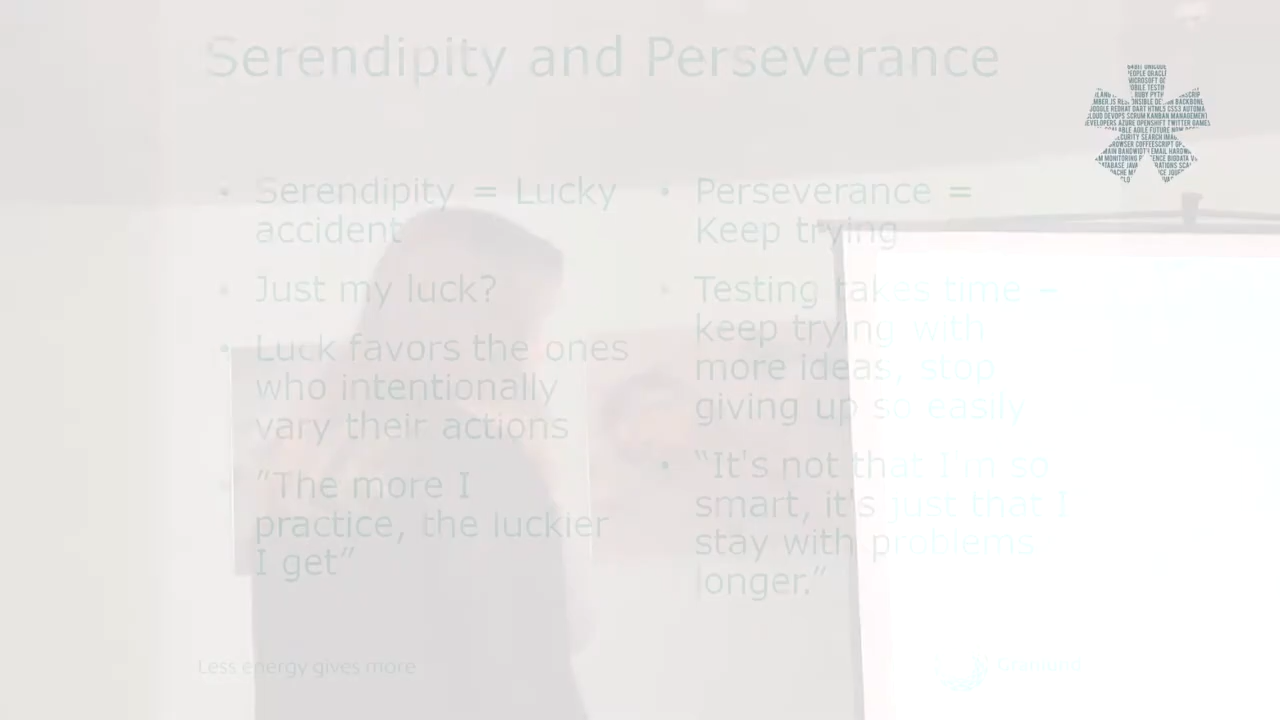 Serendipity and Perseverance
• Serendipity = Lucky
accident
• Just my luck?
• Luck favors the ones
who intentionally
vary their actions
• ”The more I
practice, the luckier
I get”
• Perseverance =
Keep trying
• Testing takes time –
keep trying with
more ideas, stop
giving up so easily
• “It's not that I'm so
smart, it's just that I
stay with problems
longer.”
Less energy gives more
Granlund